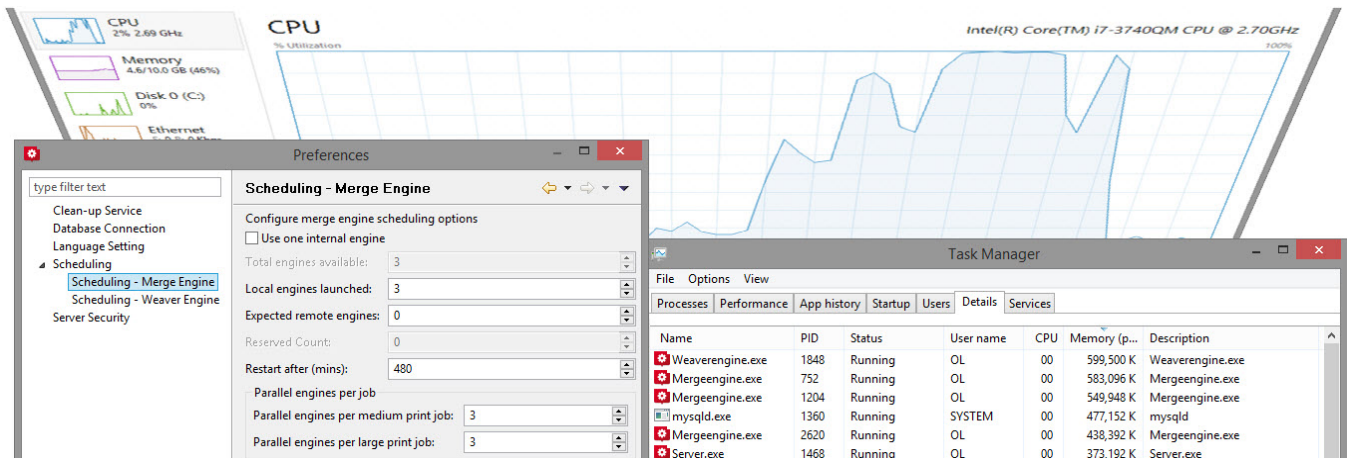 CPU
2% 2.69 GHz
Memory
4.6/10.0 GB (46%)
Disk 0 (C:)
0%
Ethernet
CPU
Intel(R) Core(TM) i7-3740QM CPU @ 2.70GHz
% Utilization
100%
Preferences
type filter text
Clean-up Service
Database Connection
Language Setting
Scheduling
Scheduling - Merge Engine
Scheduling - Weaver Engine
Server Security
Scheduling - Merge Engine
Configure merge engine scheduling options
Use one internal engine
Total engines available: 3
Local engines launched: 3
Expected remote engines: 0
Reserved Count: 0
Restart after (mins): 480
Parallel engines per job
Parallel engines per medium print job: 3
Parallel engines per large print job: 3
Task Manager
File Options View
Processes Performance App history Startup Users Details Services
Name PID Status User name CPU Memory (p... Description
Weaverengine.exe 1848 Running OL 00 599,500 K Weaverengine.exe
Mergeengine.exe 752 Running OL 00 583,096 K Mergeengine.exe
Mergeengine.exe 1204 Running OL 00 549,948 K Mergeengine.exe
mysqld.exe 1360 Running SYSTEM 00 477,152 K mysqld
Mergeengine.exe 2620 Running OL 00 438,392 K Mergeengine.exe
Server.exe 1468 Running OL 00 373,192 K Server.exe